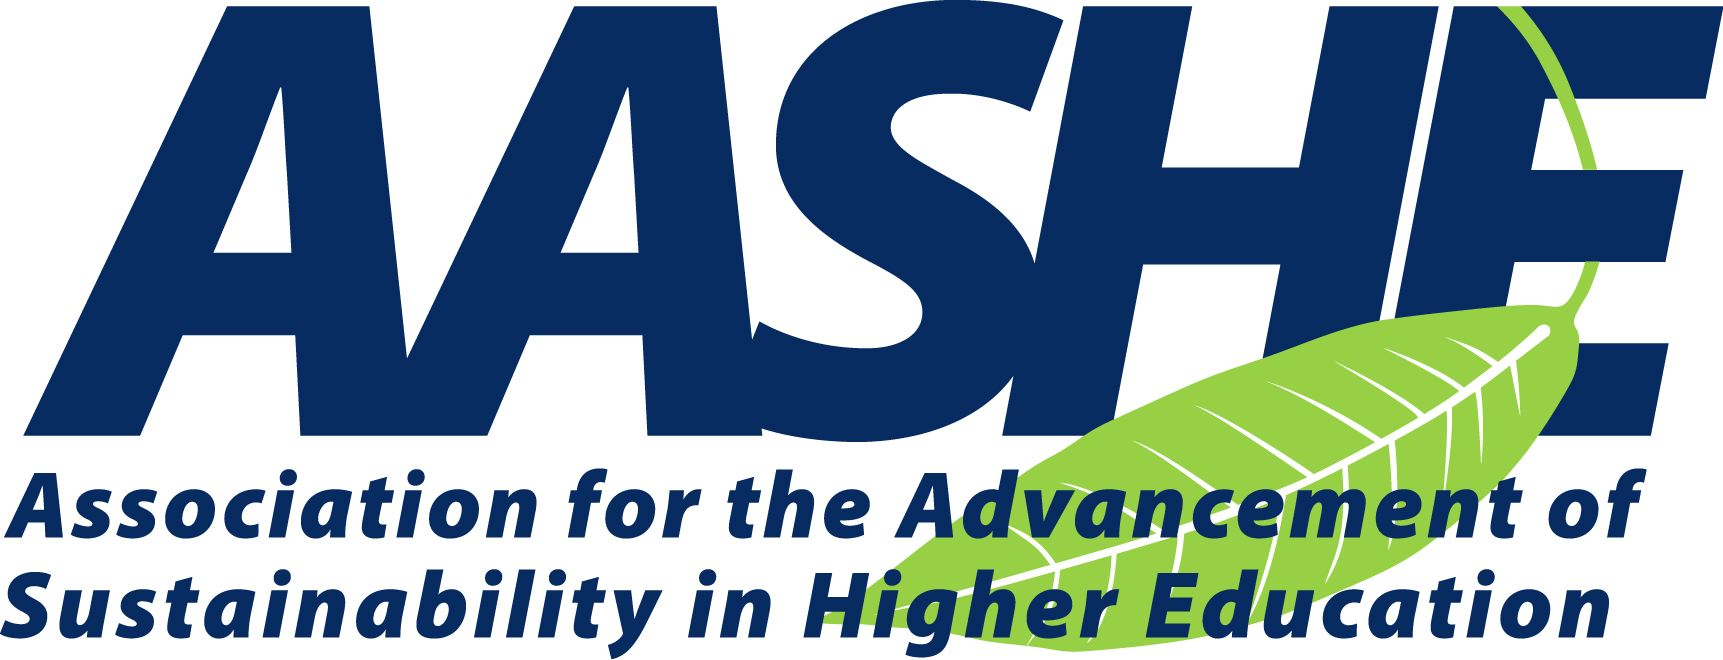 AASHE
Association for the Advancement of
Sustainability in Higher Education